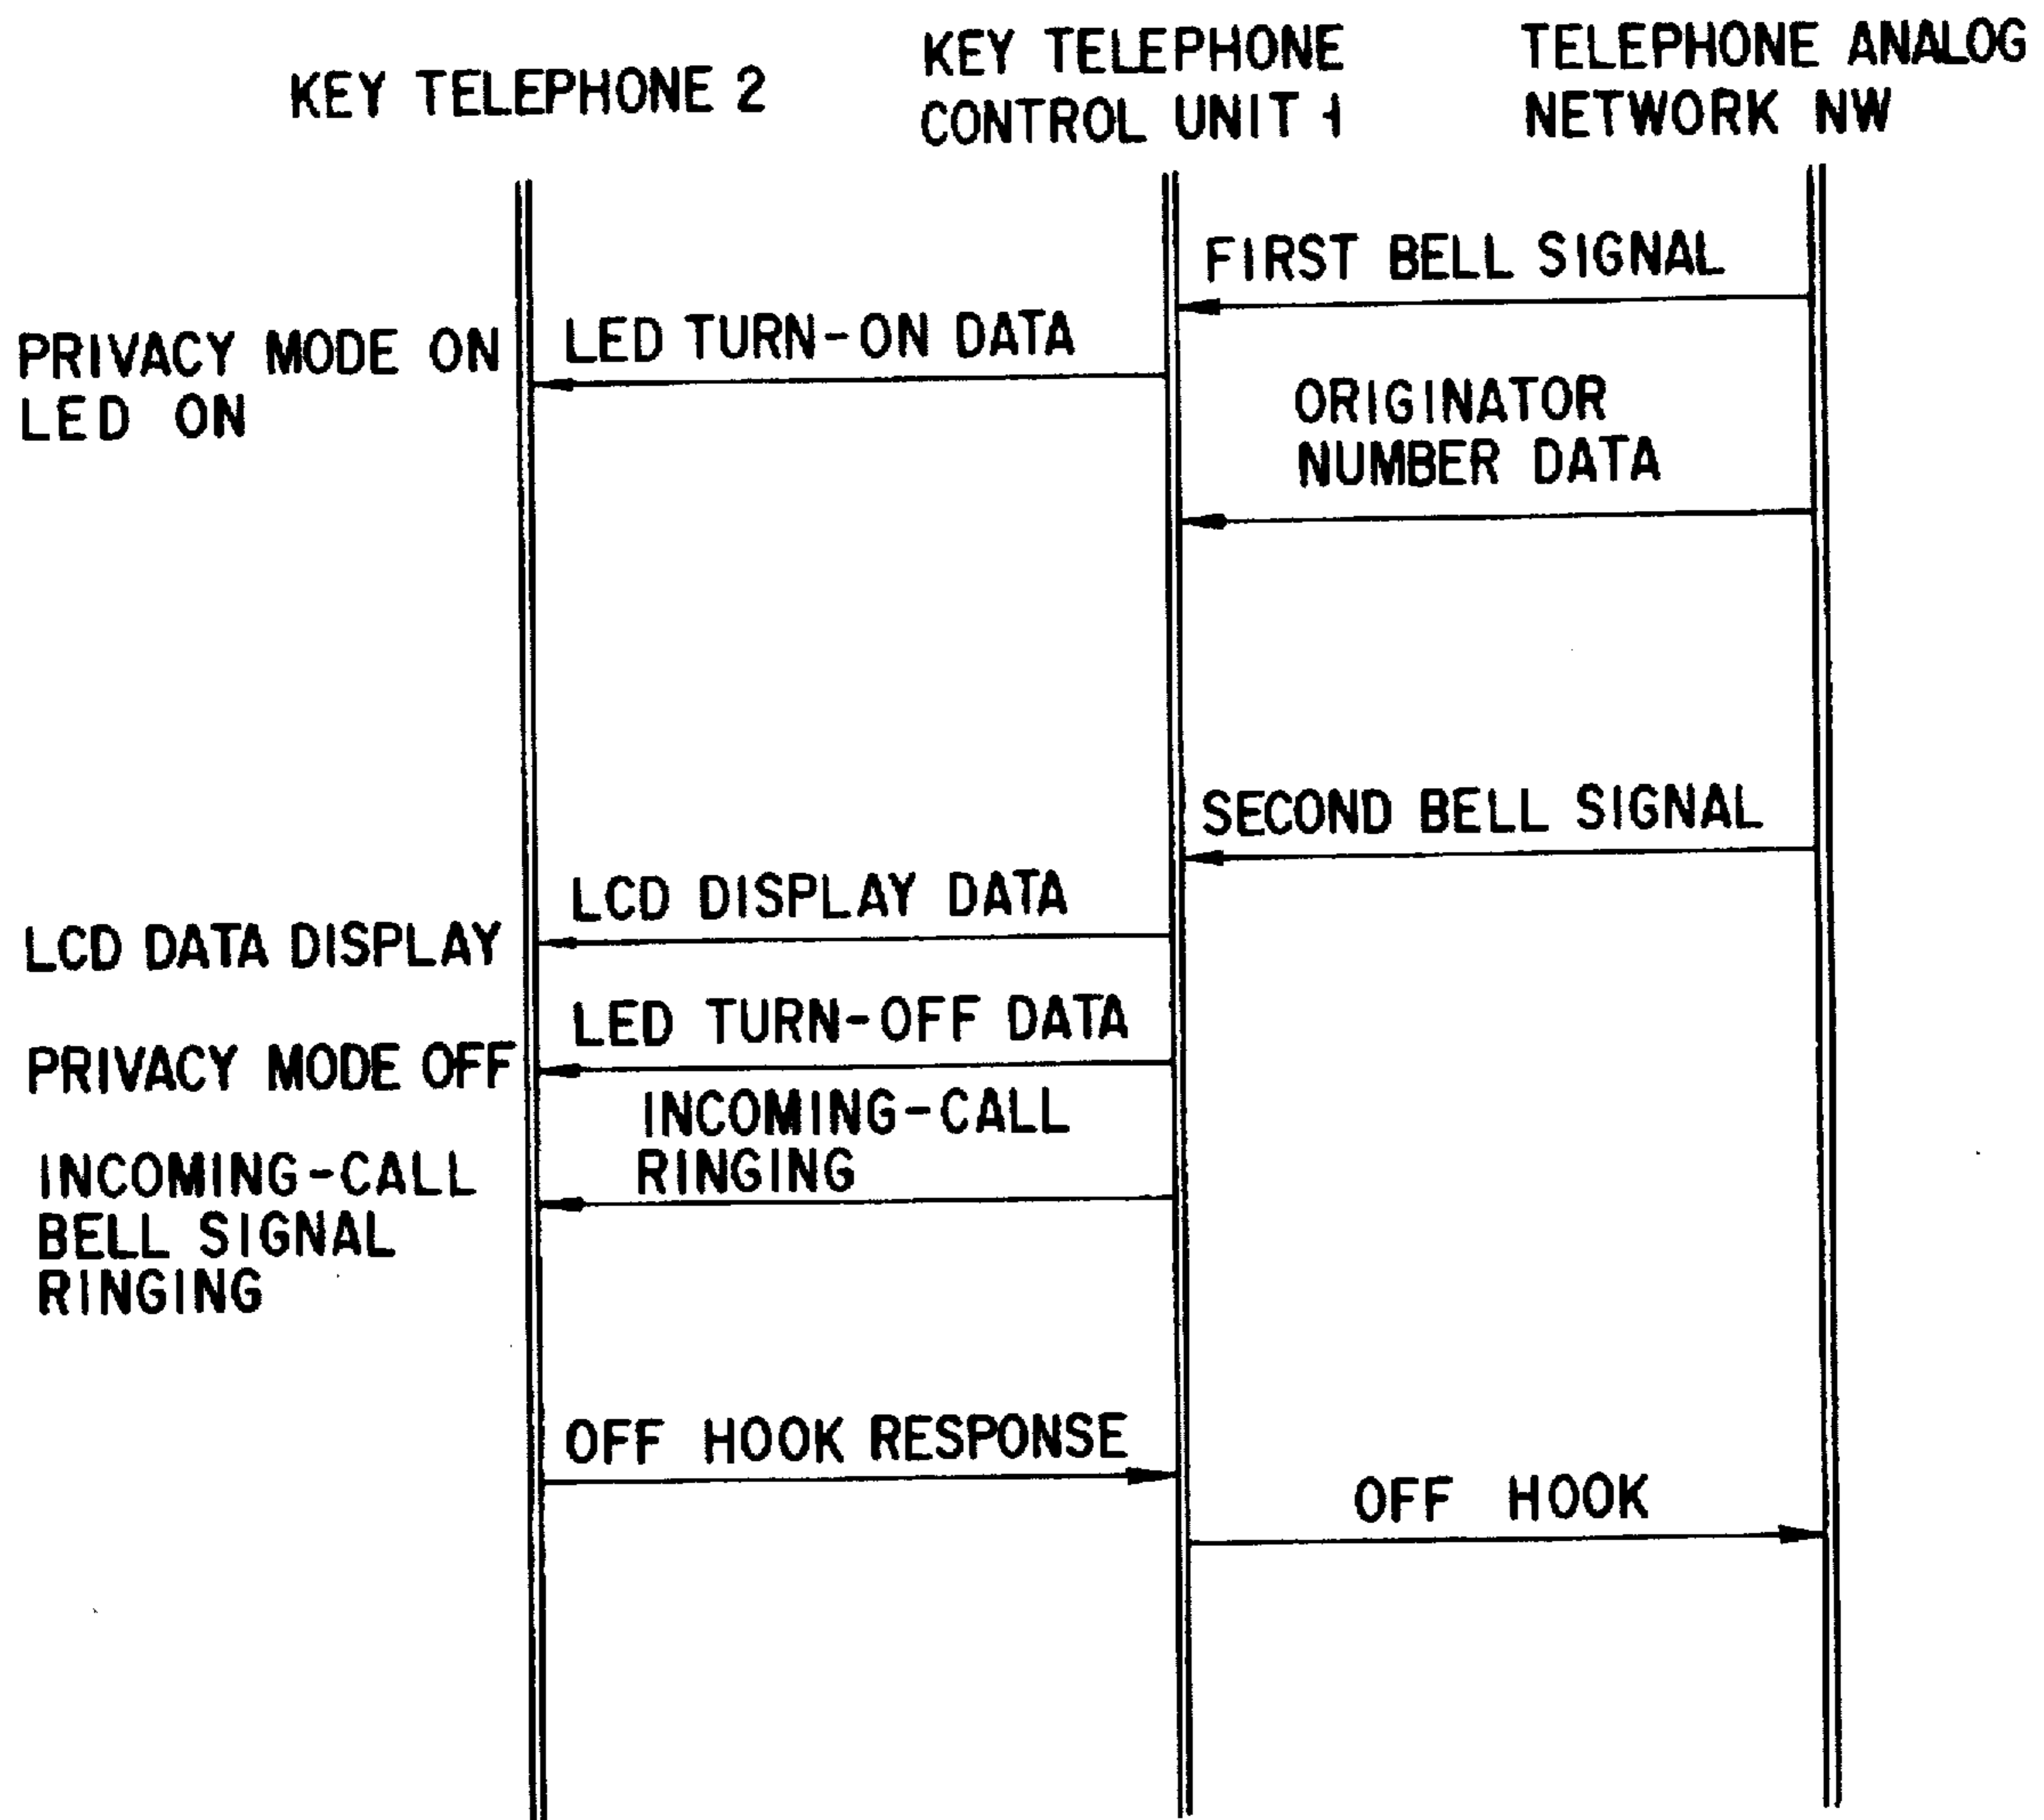 KEY TELEPHONE 2
KEY TELEPHONE
CONTROL UNIT 1
TELEPHONE ANALOG
NETWORK NW
FIRST BELL SIGNAL
LED TURN-ON DATA
PRIVACY MODE ON
LED ON
ORIGINATOR
NUMBER DATA
SECOND BELL SIGNAL
LCD DISPLAY DATA
LCD DATA DISPLAY
LED TURN-OFF DATA
PRIVACY MODE OFF
INCOMING-CALL
RINGING
INCOMING-CALL
BELL SIGNAL
RINGING
OFF HOOK RESPONSE
OFF HOOK